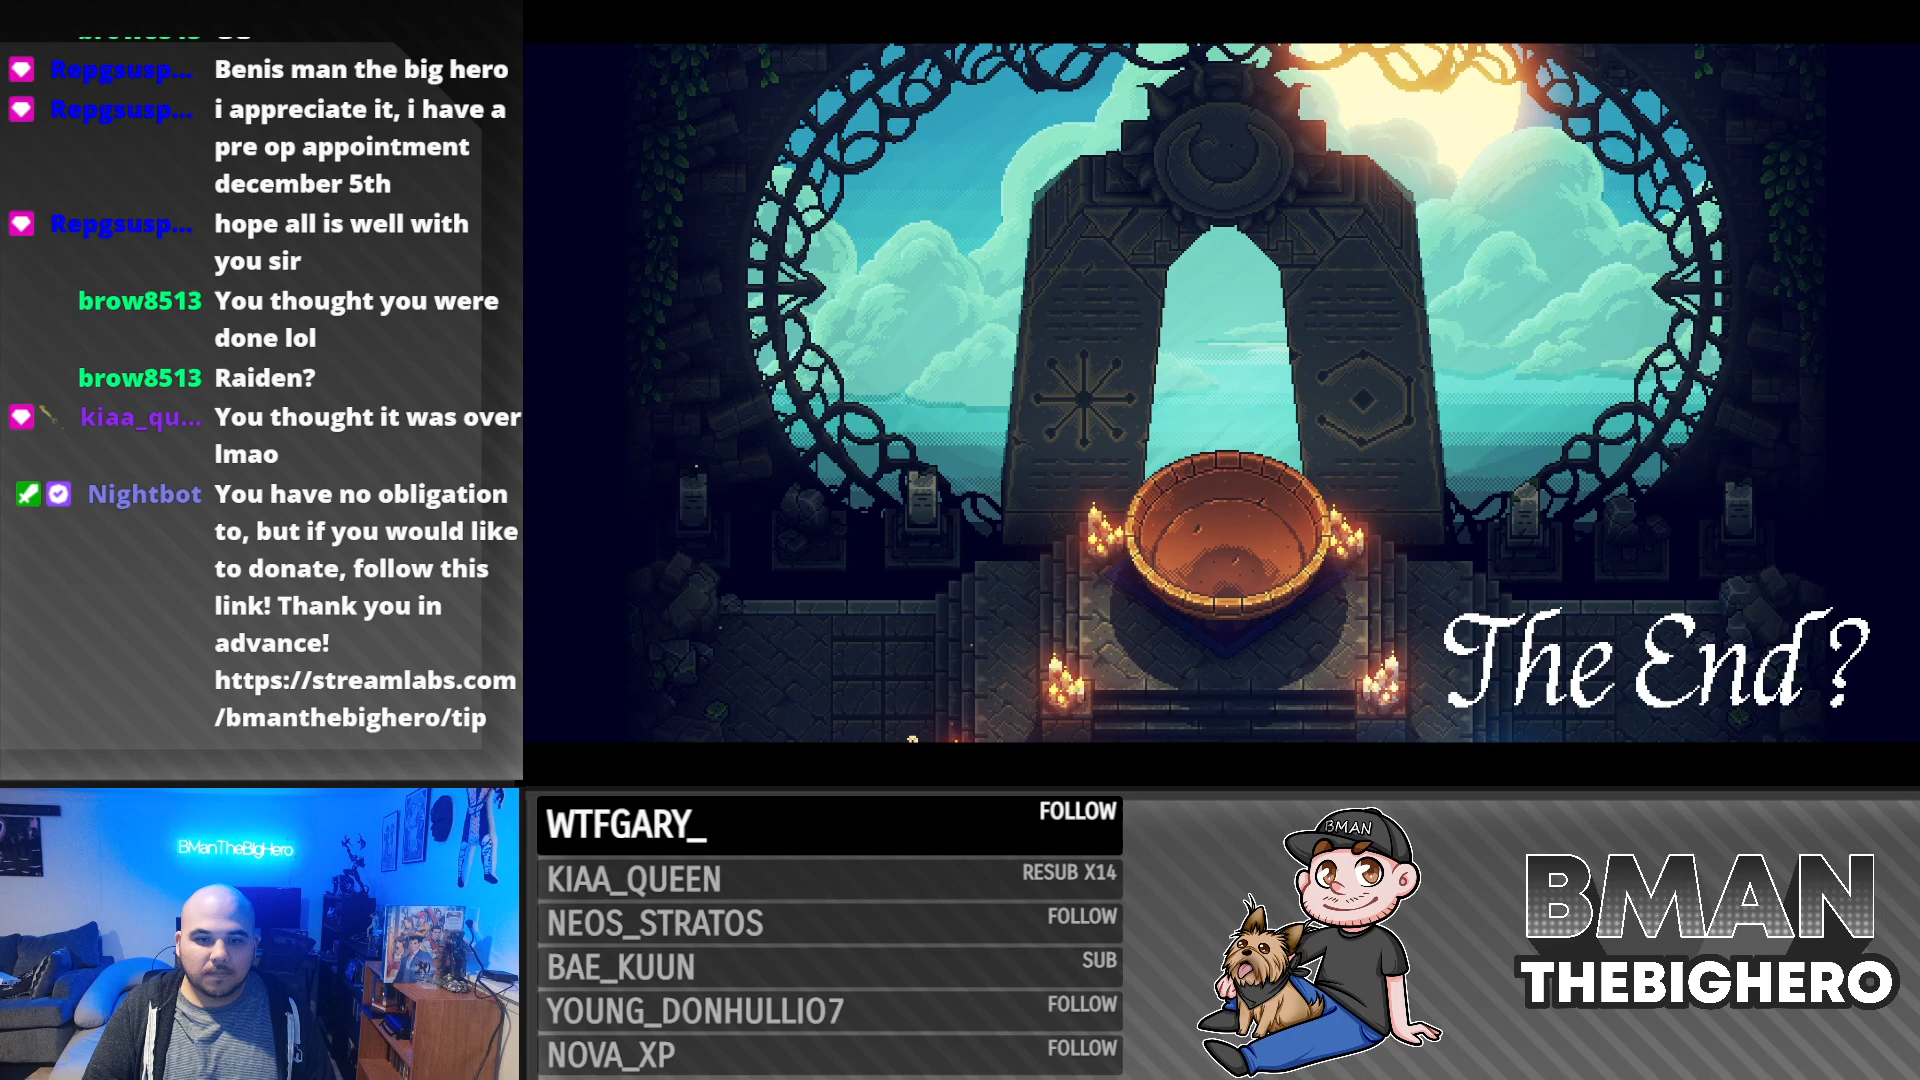 Repgsusp... Benis man the big hero
Repgsusp... i appreciate it, i have a
pre op appointment
december 5th
Repgsusp... hope all is well with
you sir
brow8513 You thought you were
done lol
brow8513 Raiden?
kiaa_qu... You thought it was over
lmao
Nightbot You have no obligation
to, but if you would like
to donate, follow this
link! Thank you in
advance!
https://streamlabs.com
/bmanthebighero/tip
The End?
BManTheBigHero
WTFGARY_ FOLLOW
KIAA_QUEEN RESUB X14
NEOS_STRATOS FOLLOW
BAE_KUUN SUB
YOUNG_DONHULLIO7 FOLLOW
NOVA_XP FOLLOW
BMAN
BMAN
THEBIGHERO